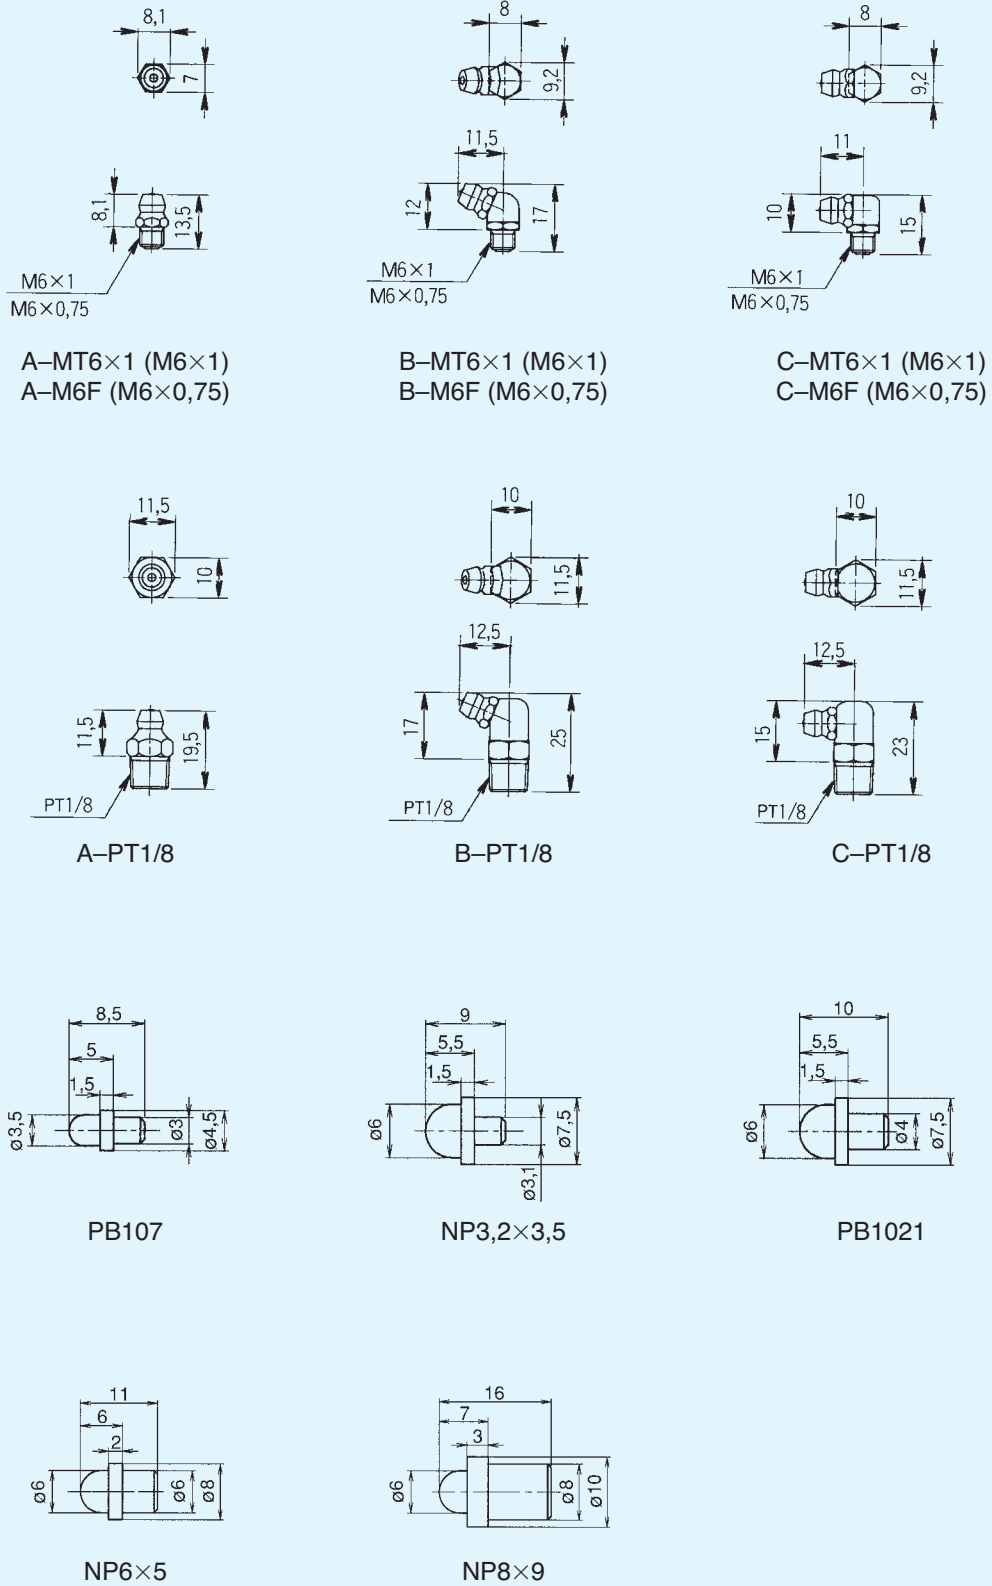 8,1
7
8,1
13,5
M6×1
M6×0,75
A–MT6×1 (M6×1)
A–M6F (M6×0,75)
8
9,2
11,5
12
17
M6×1
M6×0,75
B–MT6×1 (M6×1)
B–M6F (M6×0,75)
8
9,2
11
10
15
M6×1
M6×0,75
C–MT6×1 (M6×1)
C–M6F (M6×0,75)
11,5
10
11,5
19,5
PT1/8
A–PT1/8
10
11,5
12,5
17
25
PT1/8
B–PT1/8
10
11,5
12,5
15
23
PT1/8
C–PT1/8
8,5
5
1,5
ø3,5
ø3
ø4,5
PB107
9
5,5
1,5
ø6
ø7,5
ø3,1
NP3,2×3,5
10
5,5
1,5
ø6
ø4
ø7,5
PB1021
11
6
2
ø6
ø6
ø8
NP6×5
16
7
3
ø6
ø8
ø10
NP8×9